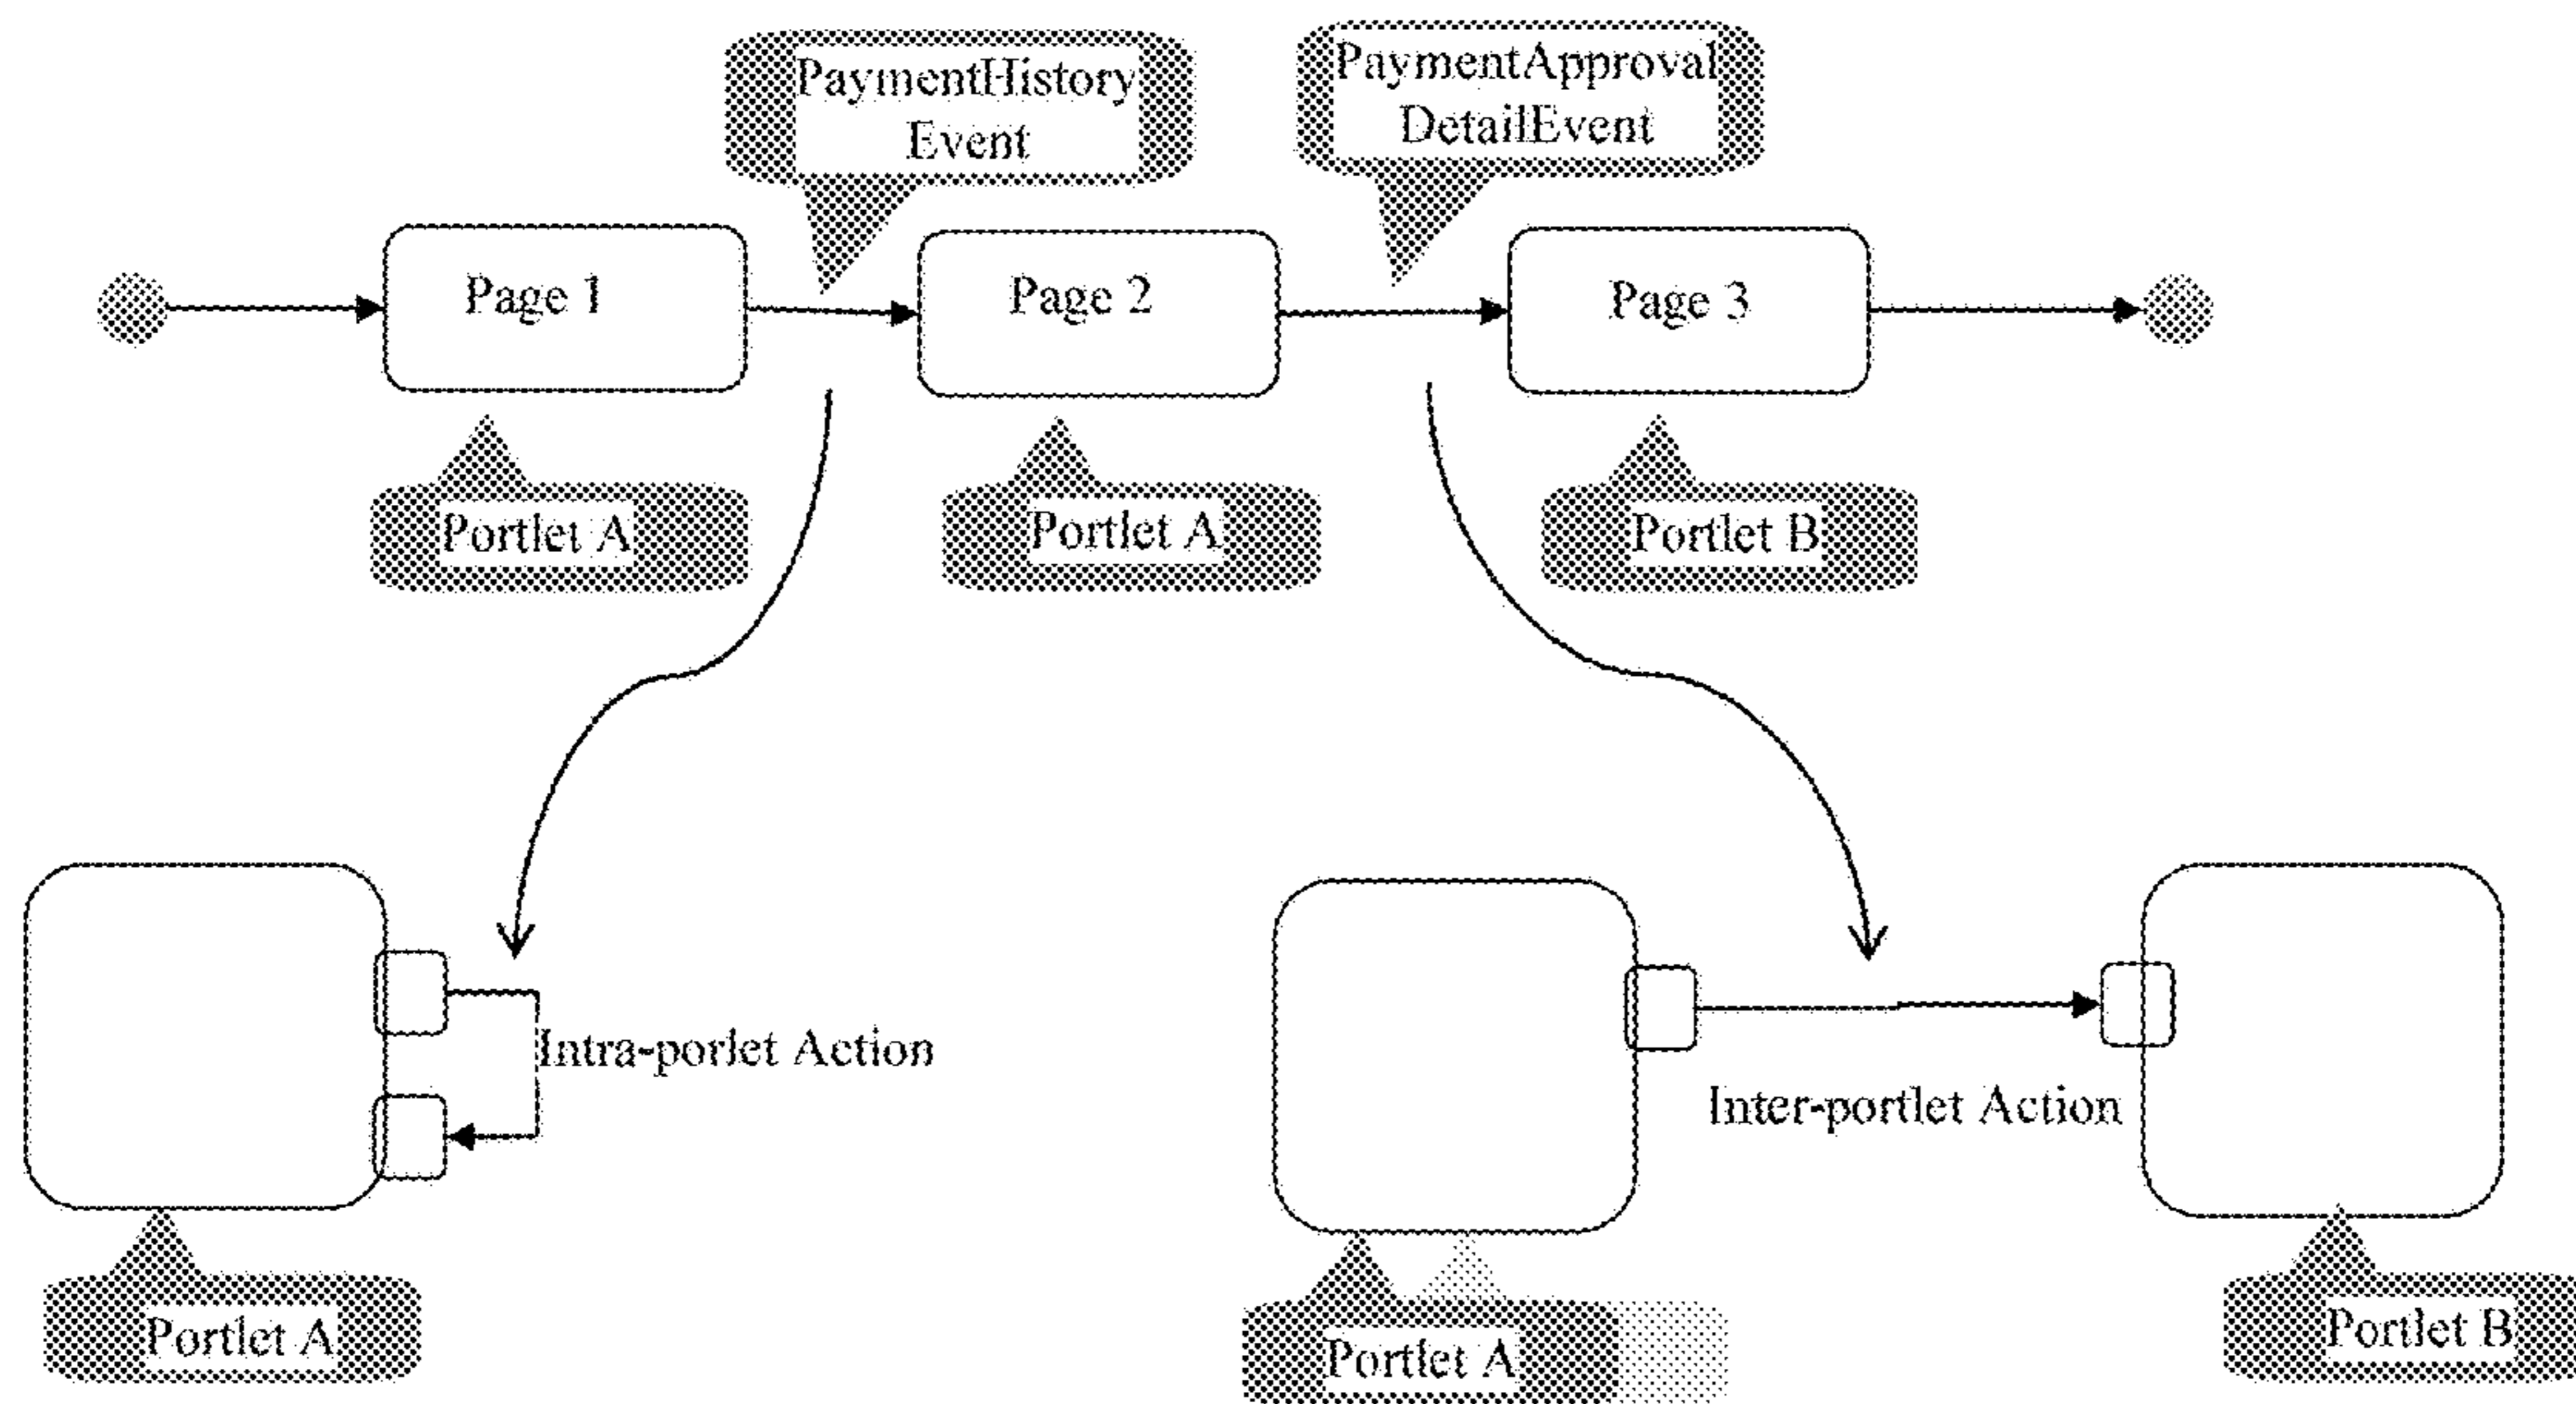 PaymentHistory
Event
PaymentApproval
DetailEvent
Page 1
Page 2
Page 3
Portlet A
Portlet A
Portlet B
Intra-porlet Action
Inter-portlet Action
Portlet A
Portlet A
Portlet B